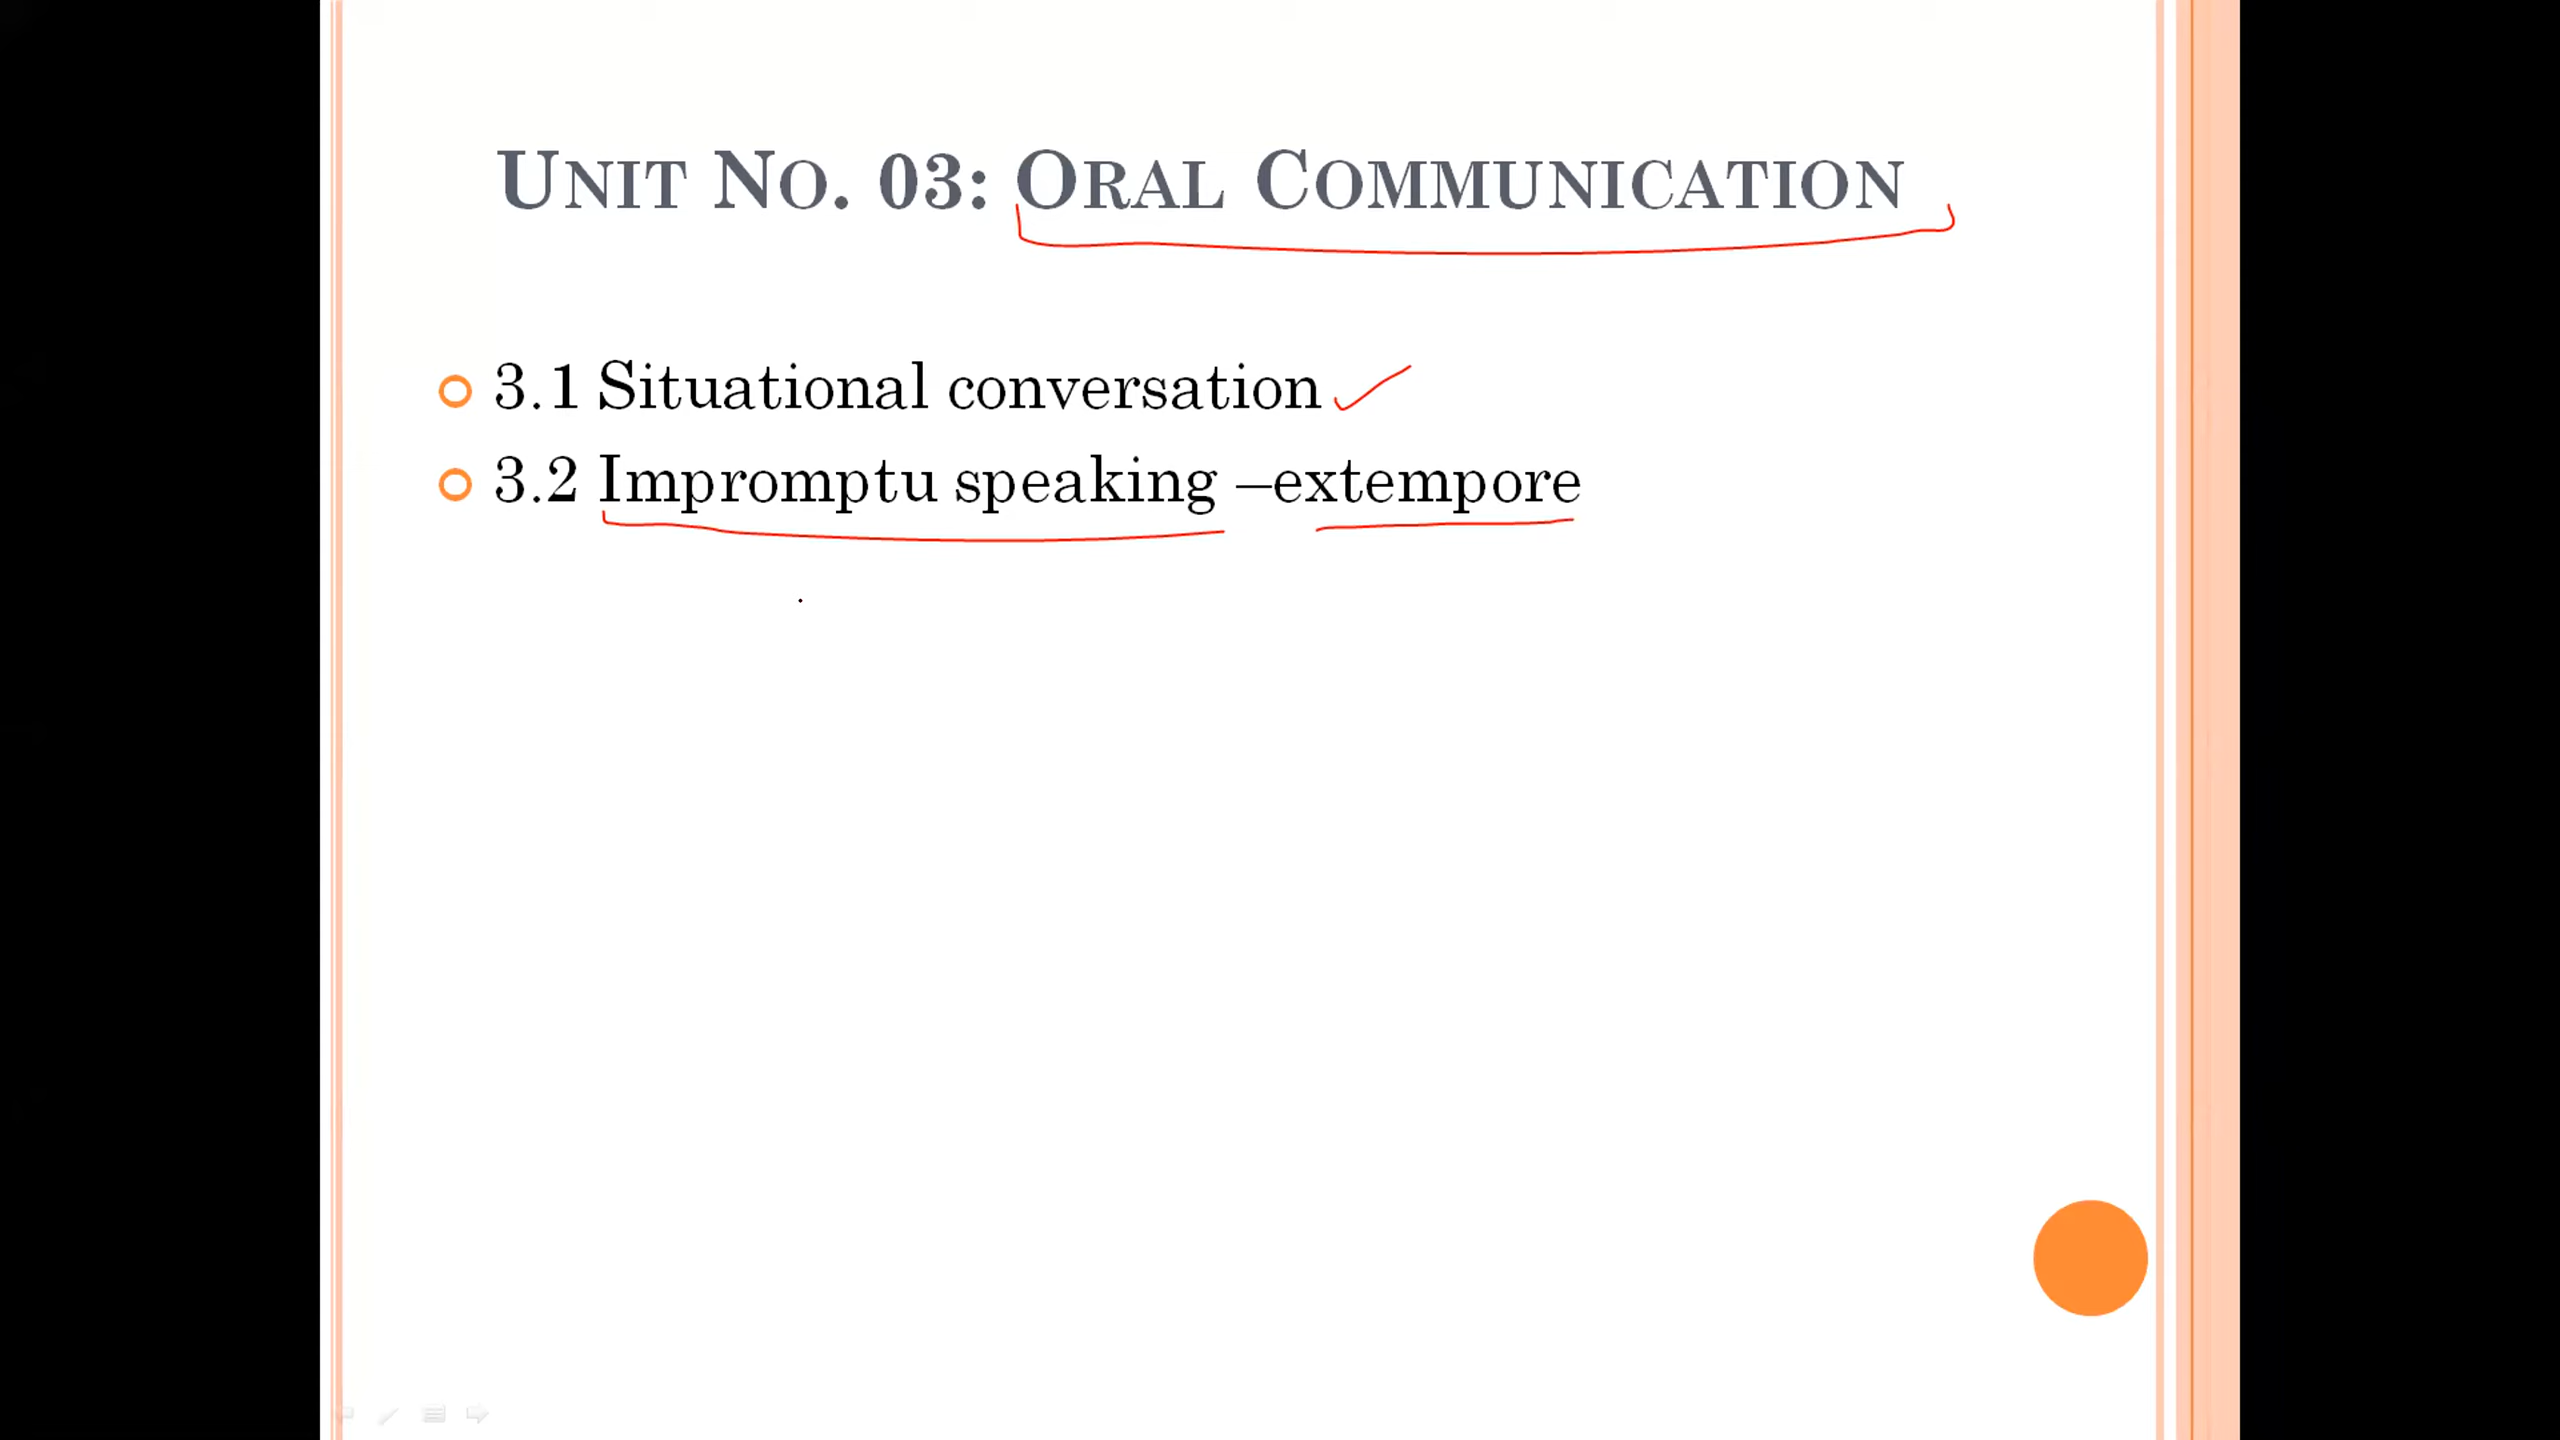 UNIT NO. 03: ORAL COMMUNICATION
3.1 Situational conversation
3.2 Impromptu speaking –extempore